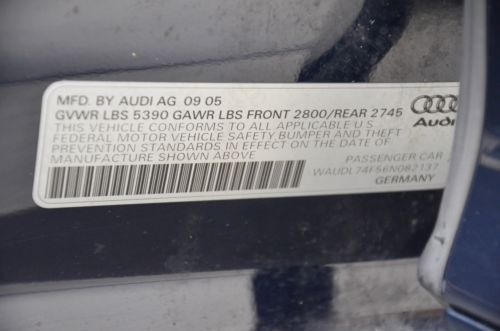 MFD. BY AUDI AG 09 05
GVWR LBS 5390 GAWR LBS FRONT 2800/REAR 2745
THIS VEHICLE CONFORMS TO ALL APPLICABLE U.S.
FEDERAL MOTOR VEHICLE SAFETY, BUMPER AND THEFT
PREVENTION STANDARDS IN EFFECT ON THE DATE OF
MANUFACTURE SHOWN ABOVE
Audi
PASSENGER CAR
WAUDL74F56N082137
GERMANY